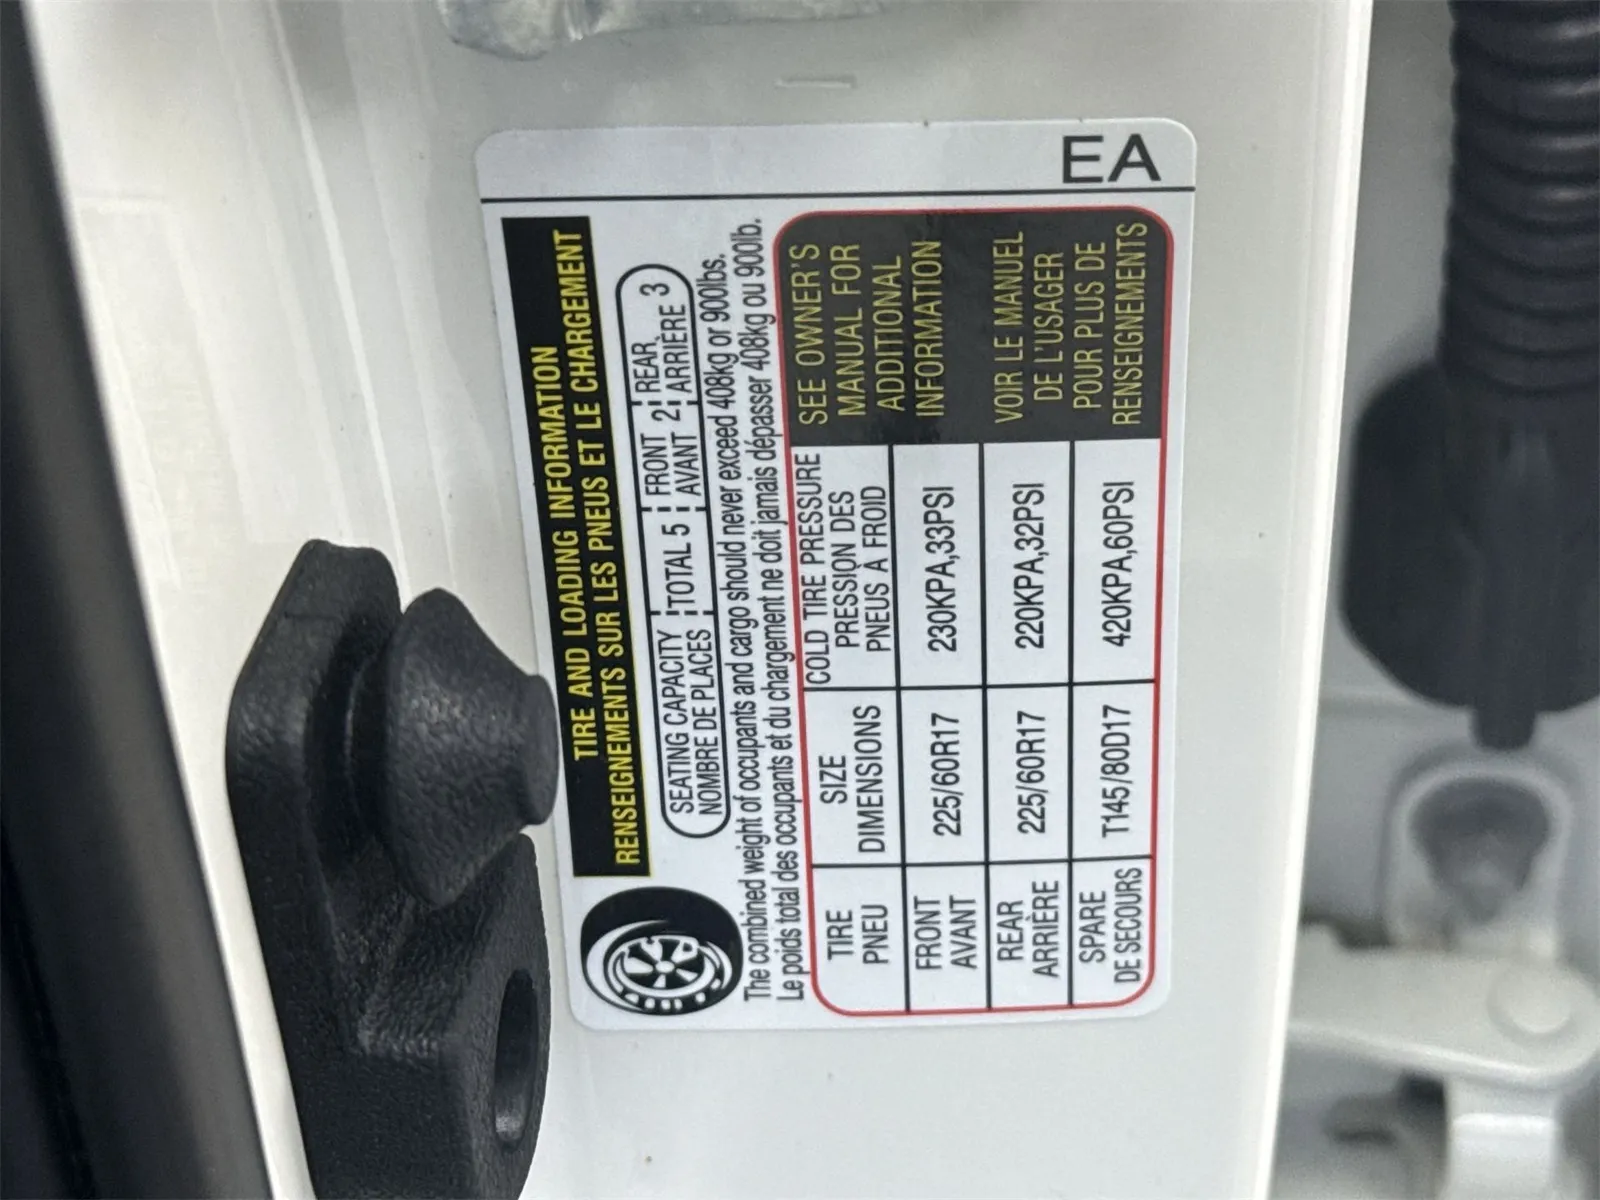 TIRE AND LOADING INFORMATION
RENSEIGNEMENTS SUR LES PNEUS ET LE CHARGEMENT
SEATING CAPACITY TOTAL 5 FRONT 2 REAR 3
NOMBRE DE PLACES AVANT ARRIÈRE
The combined weight of occupants and cargo should never exceed 408kg or 900lbs.
Le poids total des occupants et du chargement ne doit jamais dépasser 408kg ou 900lb.
TIRE
PNEU
SIZE
DIMENSIONS
COLD TIRE PRESSURE
PRESSION DES
PNEUS À FROID
FRONT
AVANT
225/60R17
230KPA,33PSI
REAR
ARRIÈRE
225/60R17
220KPA,32PSI
SPARE
DE SECOURS
T145/80D17
420KPA,60PSI
SEE OWNER'S
MANUAL FOR
ADDITIONAL
INFORMATION
VOIR LE MANUEL
DE L'USAGER
POUR PLUS DE
RENSEIGNEMENTS
EA